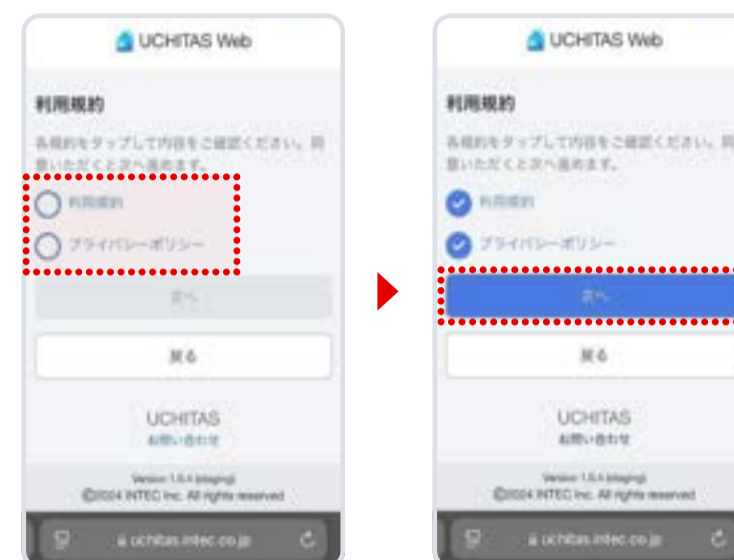 UCHITAS Web
利用規約
各規約をタップして内容をご確認ください。同
意いただくと次へ進めます。
利用規約
プライバシーポリシー
次へ
戻る
UCHITAS
お問い合わせ
Version 1.5.4 (staging)
©2024 INTEC Inc. All rights reserved
uchitas.intec.co.jp
UCHITAS Web
利用規約
各規約をタップして内容をご確認ください。同
意いただくと次へ進めます。
利用規約
プライバシーポリシー
次へ
戻る
UCHITAS
お問い合わせ
Version 1.5.4 (staging)
©2024 INTEC Inc. All rights reserved
uchitas.intec.co.jp